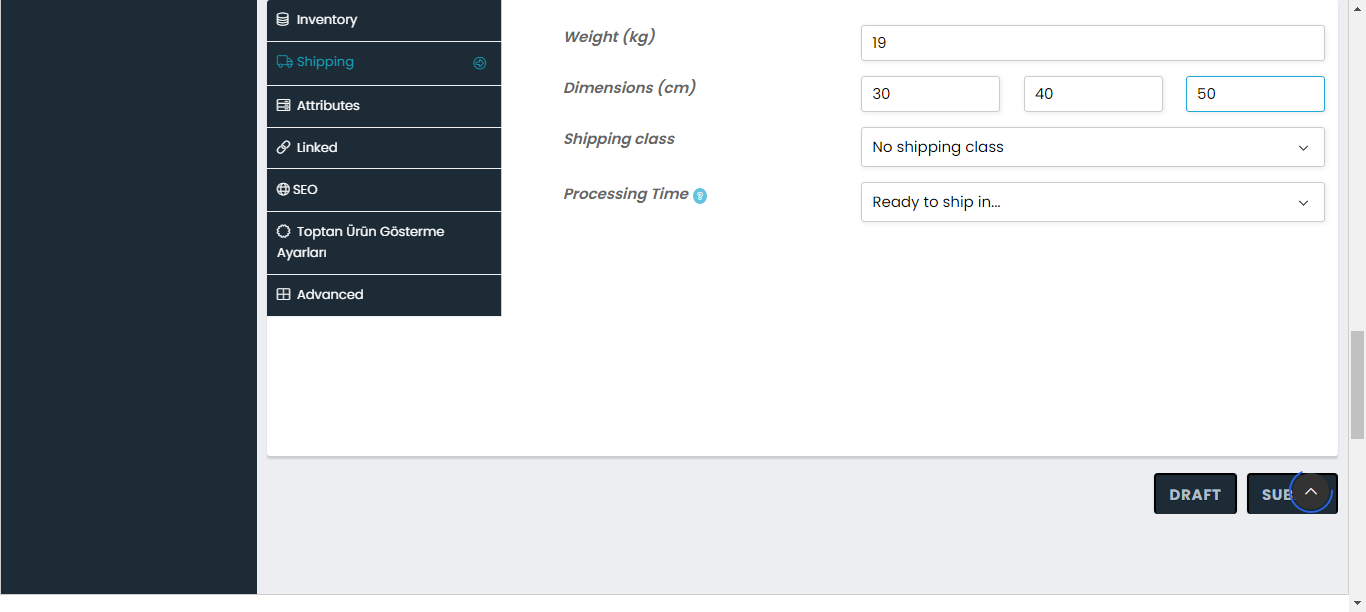 Inventory
Shipping
Attributes
Linked
SEO
Toptan Ürün Gösterme
Ayarları
Advanced
Weight (kg)
19
Dimensions (cm)
30 40 50
Shipping class
No shipping class
Processing Time
Ready to ship in...
DRAFT
SUB